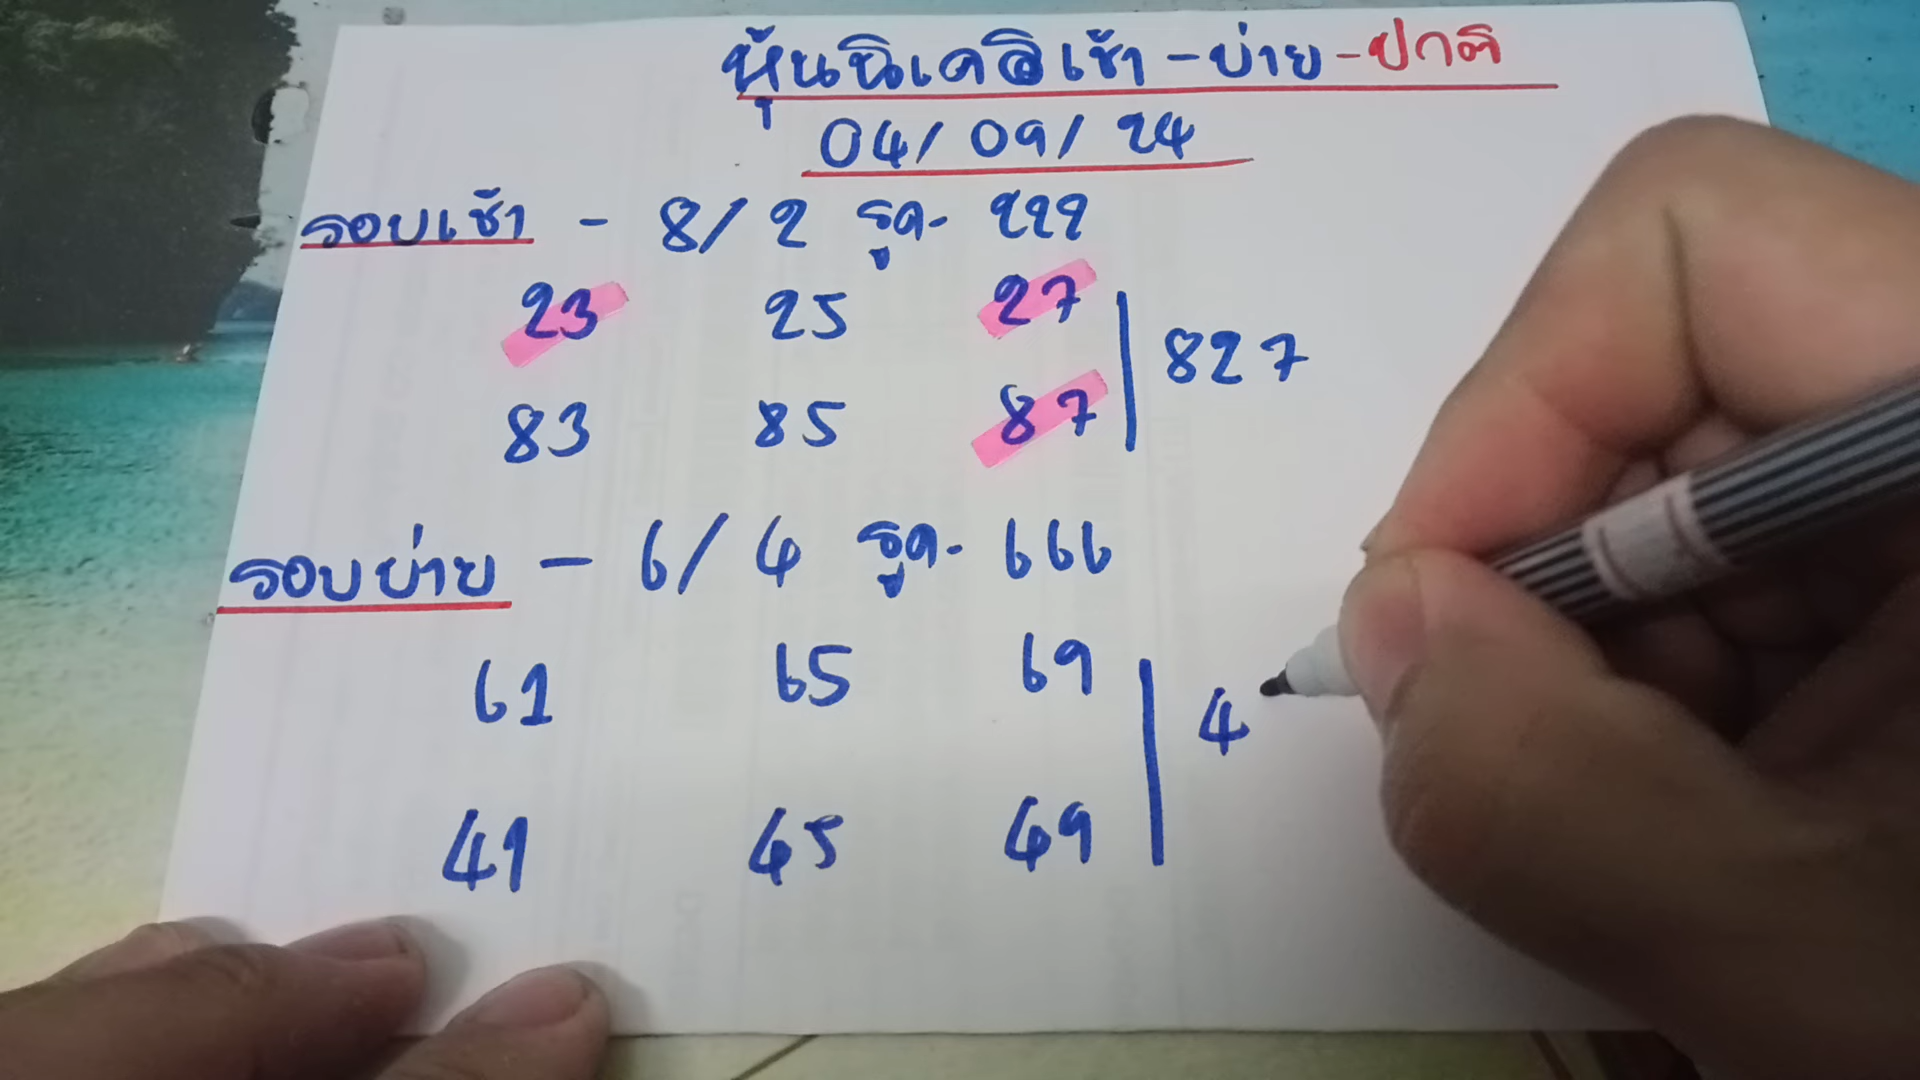 หุ้นนิเคอิเช้า-บ่าย-ปกติ
04/09/24
รอบเช้า - 8/2 รูด- 222
23 25 27
827
83 85 87
รอบบ่าย - 6/4 รูด- 666
61 65 69
4
41 45 49